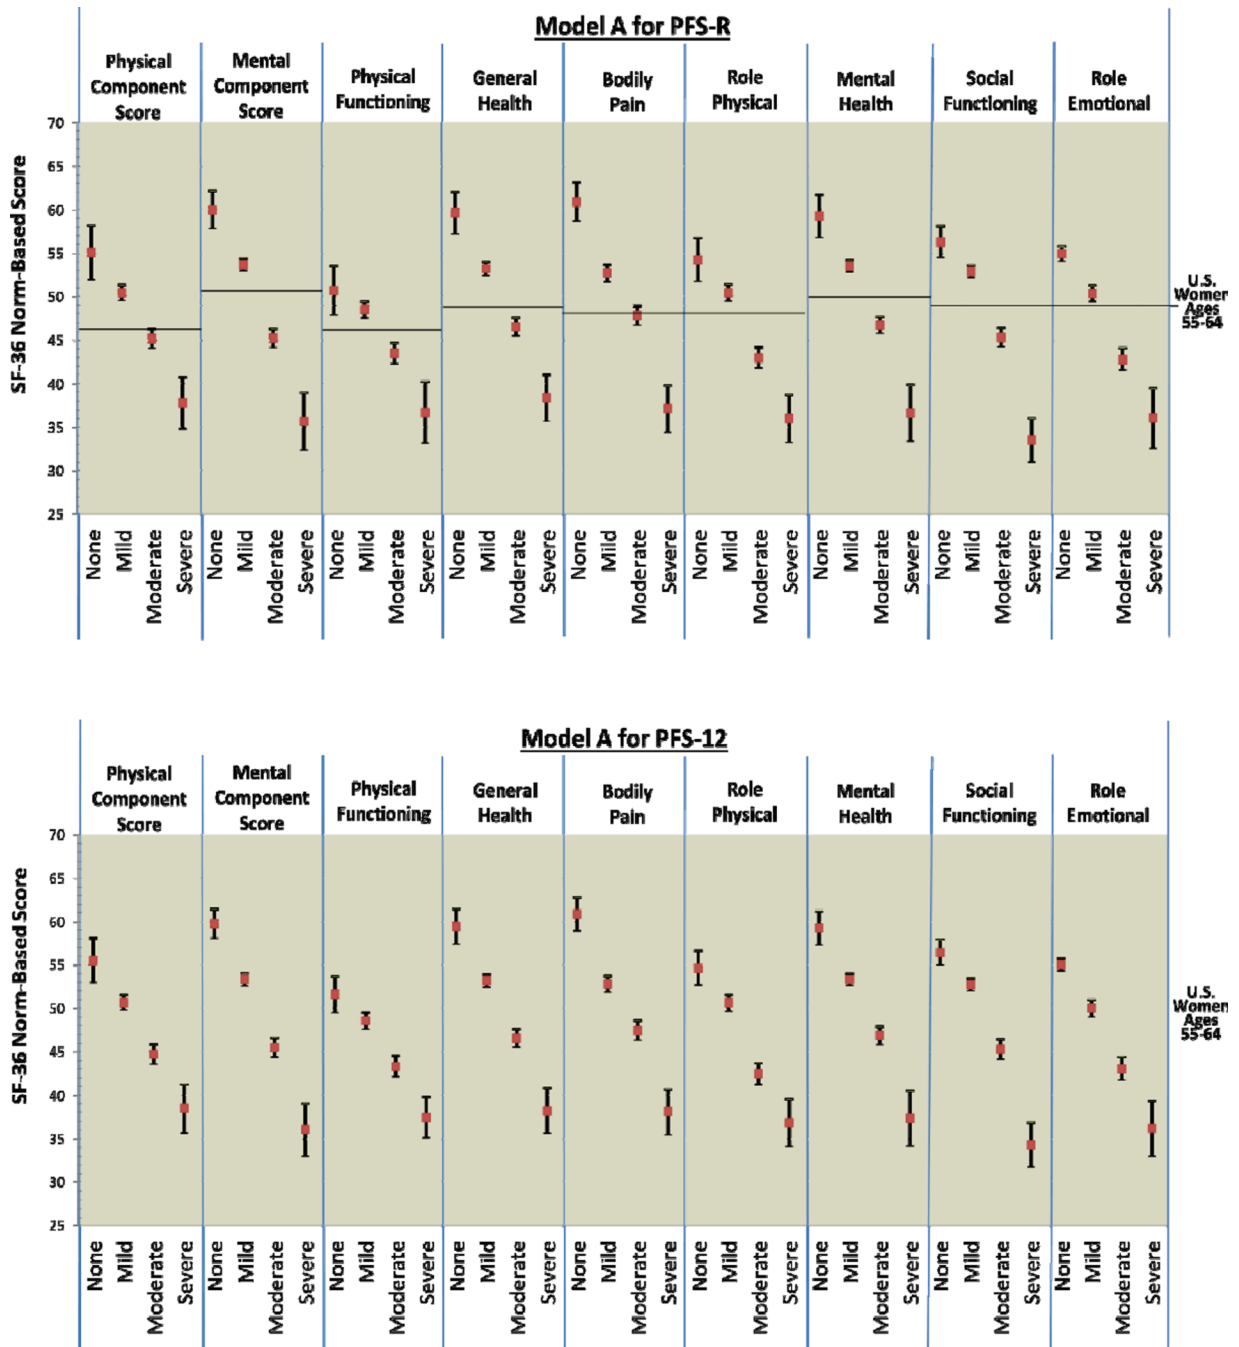 Model A for PFS-R
Physical
Component
Score
Mental
Component
Score
Physical
Functioning
General
Health
Bodily
Pain
Role
Physical
Mental
Health
Social
Functioning
Role
Emotional
SF-36 Norm-Based Score
70
65
60
55
50
45
40
35
30
25
U.S.
Women
Ages
55-64
None
Mild
Moderate
Severe
None
Mild
Moderate
Severe
None
Mild
Moderate
Severe
None
Mild
Moderate
Severe
None
Mild
Moderate
Severe
None
Mild
Moderate
Severe
None
Mild
Moderate
Severe
None
Mild
Moderate
Severe
None
Mild
Moderate
Severe
Model A for PFS-12
Physical
Component
Score
Mental
Component
Score
Physical
Functioning
General
Health
Bodily
Pain
Role
Physical
Mental
Health
Social
Functioning
Role
Emotional
SF-36 Norm-Based Score
70
65
60
55
50
45
40
35
30
25
U.S.
Women
Ages
55-64
None
Mild
Moderate
Severe
None
Mild
Moderate
Severe
None
Mild
Moderate
Severe
None
Mild
Moderate
Severe
None
Mild
Moderate
Severe
None
Mild
Moderate
Severe
None
Mild
Moderate
Severe
None
Mild
Moderate
Severe
None
Mild
Moderate
Severe